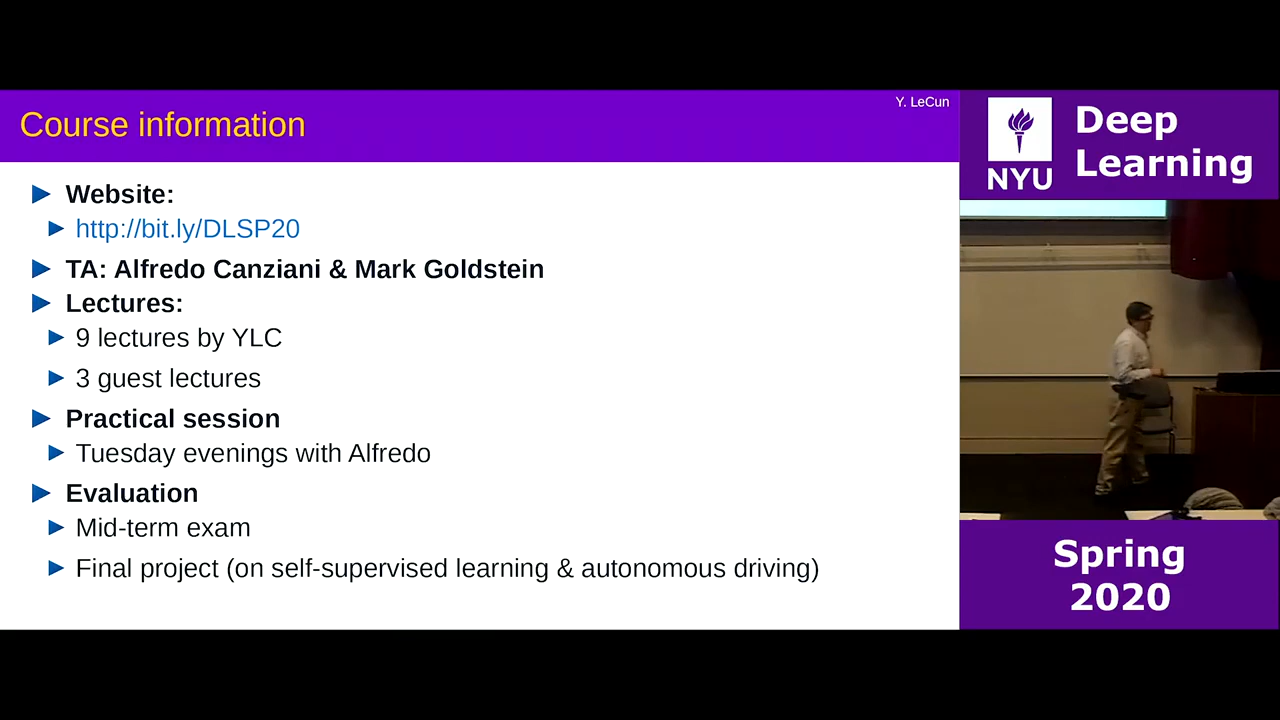 Y. LeCun
Course information
Website:
http://bit.ly/DLSP20
TA: Alfredo Canziani & Mark Goldstein
Lectures:
9 lectures by YLC
3 guest lectures
Practical session
Tuesday evenings with Alfredo
Evaluation
Mid-term exam
Final project (on self-supervised learning & autonomous driving)
NYU
Deep
Learning
Spring
2020